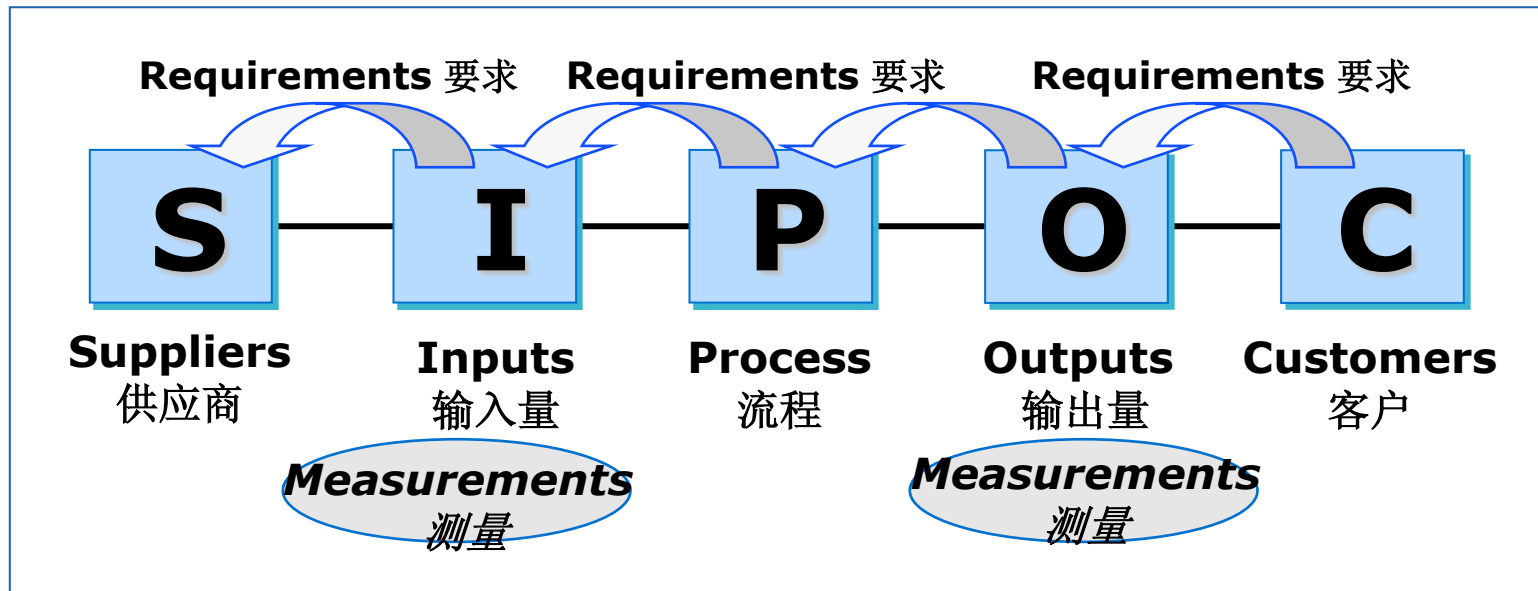 Requirements 要求 Requirements 要求 Requirements 要求
S I P O C
Suppliers Inputs Process Outputs Customers
供应商 输入量 流程 输出量 客户
Measurements Measurements
测量 测量